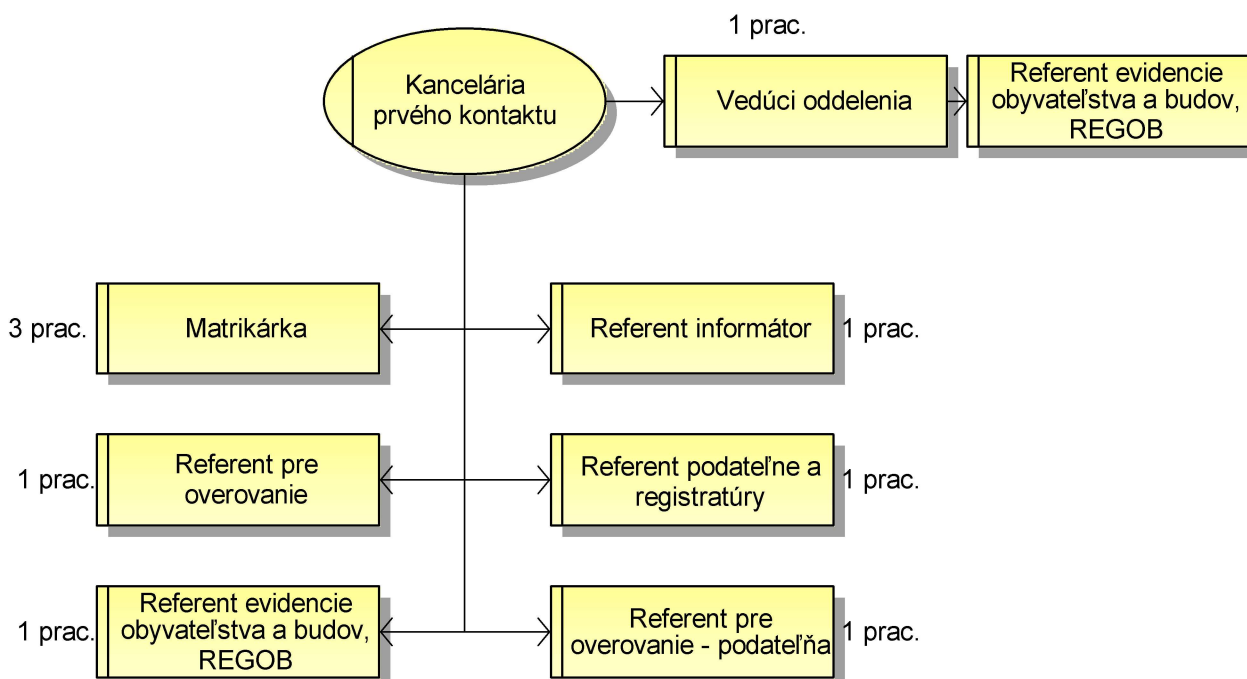 1 prac.
Kancelária
prvého kontaktu
Vedúci oddelenia
Referent evidencie
obyvateľstva a budov,
REGOB
3 prac.
Matrikárka
Referent informátor
1 prac.
1 prac.
Referent pre
overovanie
Referent podateľne a
registratúry
1 prac.
1 prac.
Referent evidencie
obyvateľstva a budov,
REGOB
Referent pre
overovanie - podateľňa
1 prac.